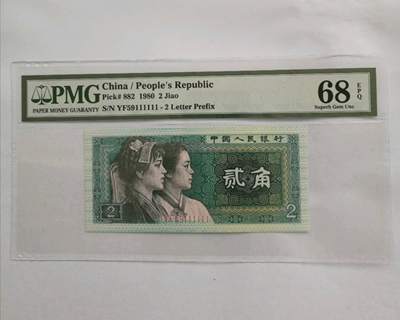 PMG
PAPER MONEY GUARANTY
China / People's Republic
Pick# 882 1980 2 Jiao
S/N YF59111111 - 2 Letter Prefix
68 EPQ
Superb Gem Unc
中国人民银行
贰角
2
2